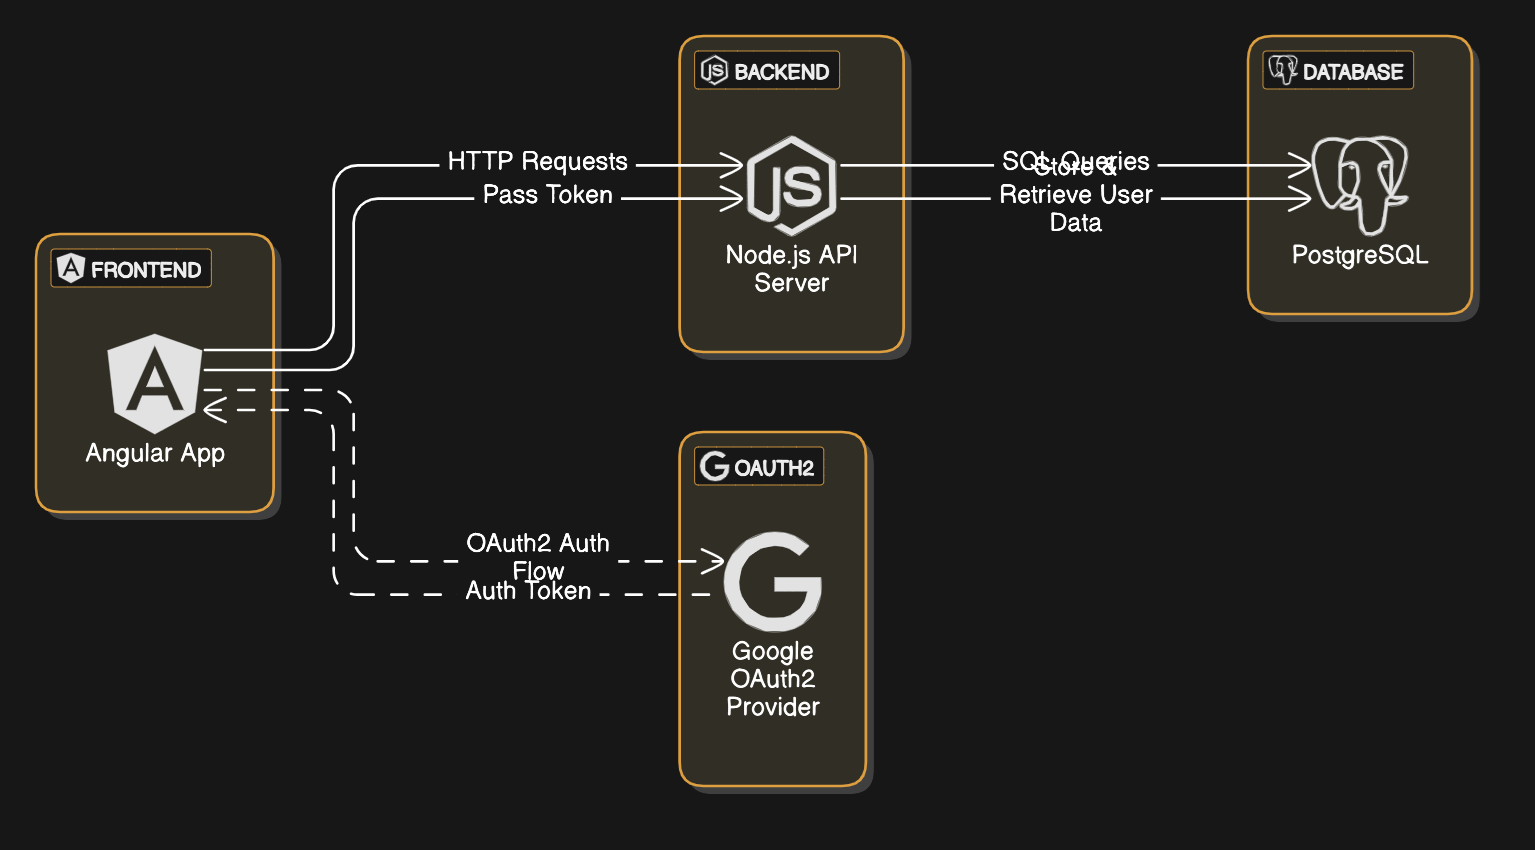 BACKEND
DATABASE
HTTP Requests
SQL Queries
Store &
Pass Token
Retrieve User
Data
Node.js API
Server
PostgreSQL
FRONTEND
Angular App
OAUTH2
OAuth2 Auth
Flow
Auth Token
Google
OAuth2
Provider